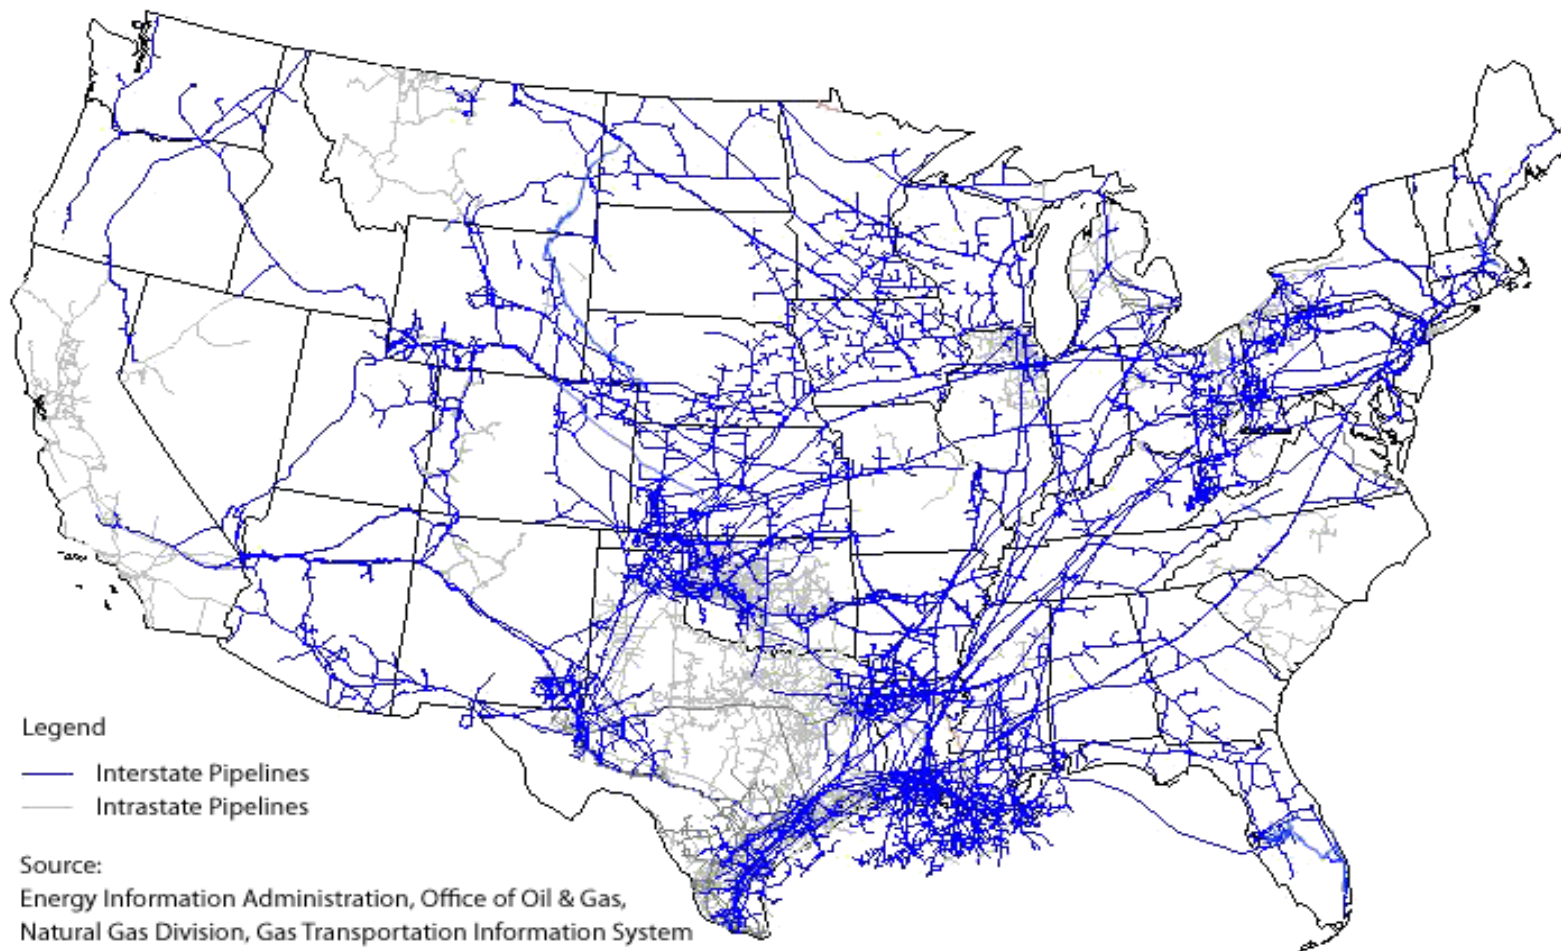 Legend
Interstate Pipelines
Intrastate Pipelines
Source:
Energy Information Administration, Office of Oil & Gas,
Natural Gas Division, Gas Transportation Information System